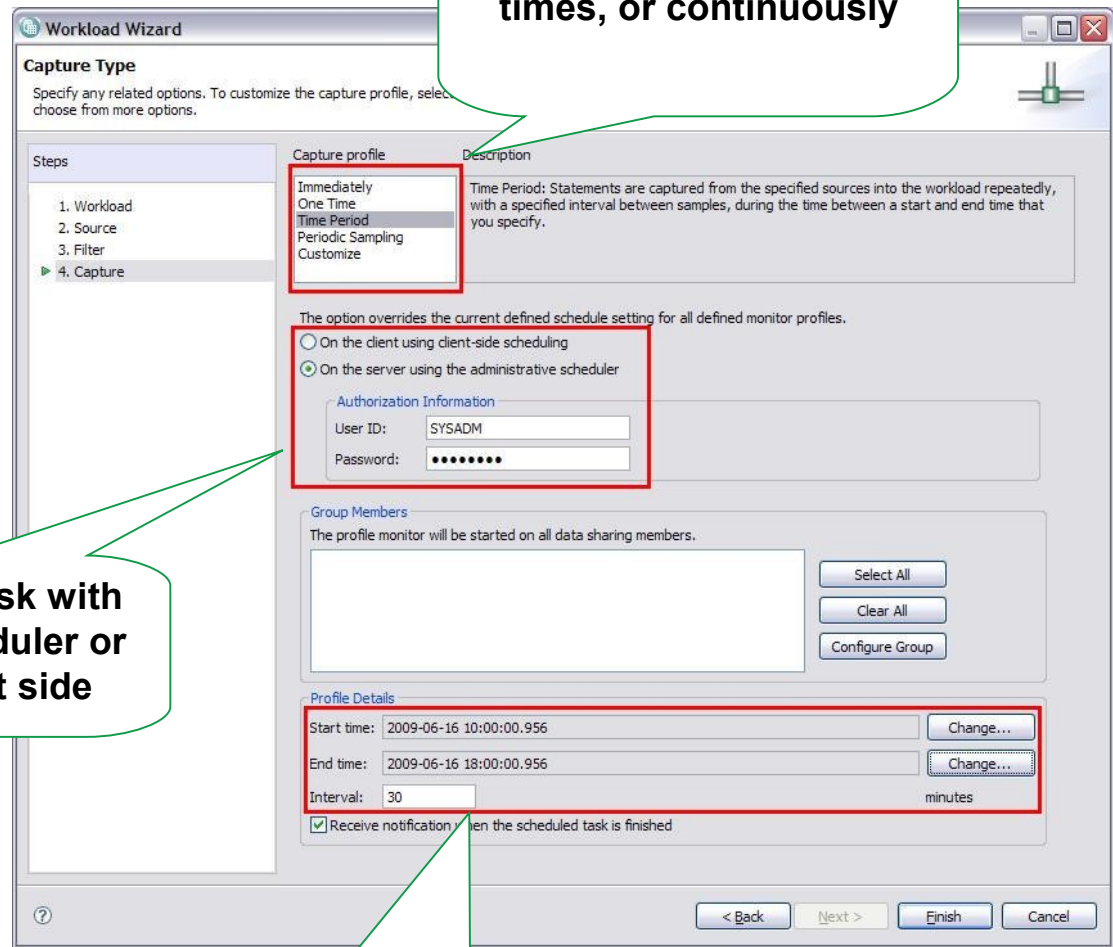 times, or continuously
Workload Wizard
Capture Type
Specify any related options. To customize the capture profile,
choose from more options.
Steps
1. Workload
2. Source
3. Filter
4. Capture
Capture profile
Description
Immediately
One Time
Time Period
Periodic Sampling
Customize
Time Period: Statements are captured from the specified sources into the workload repeatedly,
with a specified interval between samples, during the time between a start and end time that
you specify.
The option overrides the current defined schedule setting for all defined monitor profiles.
On the client using client-side scheduling
On the server using the administrative scheduler
Authorization Information
User ID: SYSADM
Password: ●●●●●●●●
with
or
side
Group Members
The profile monitor will be started on all data sharing members.
Select All
Clear All
Configure Group
Profile Details
Start time: 2009-06-16 10:00:00.956 Change...
End time: 2009-06-16 18:00:00.956 Change...
Interval: 30 minutes
Receive notification when the scheduled task is finished
?
< Back Next > Finish Cancel